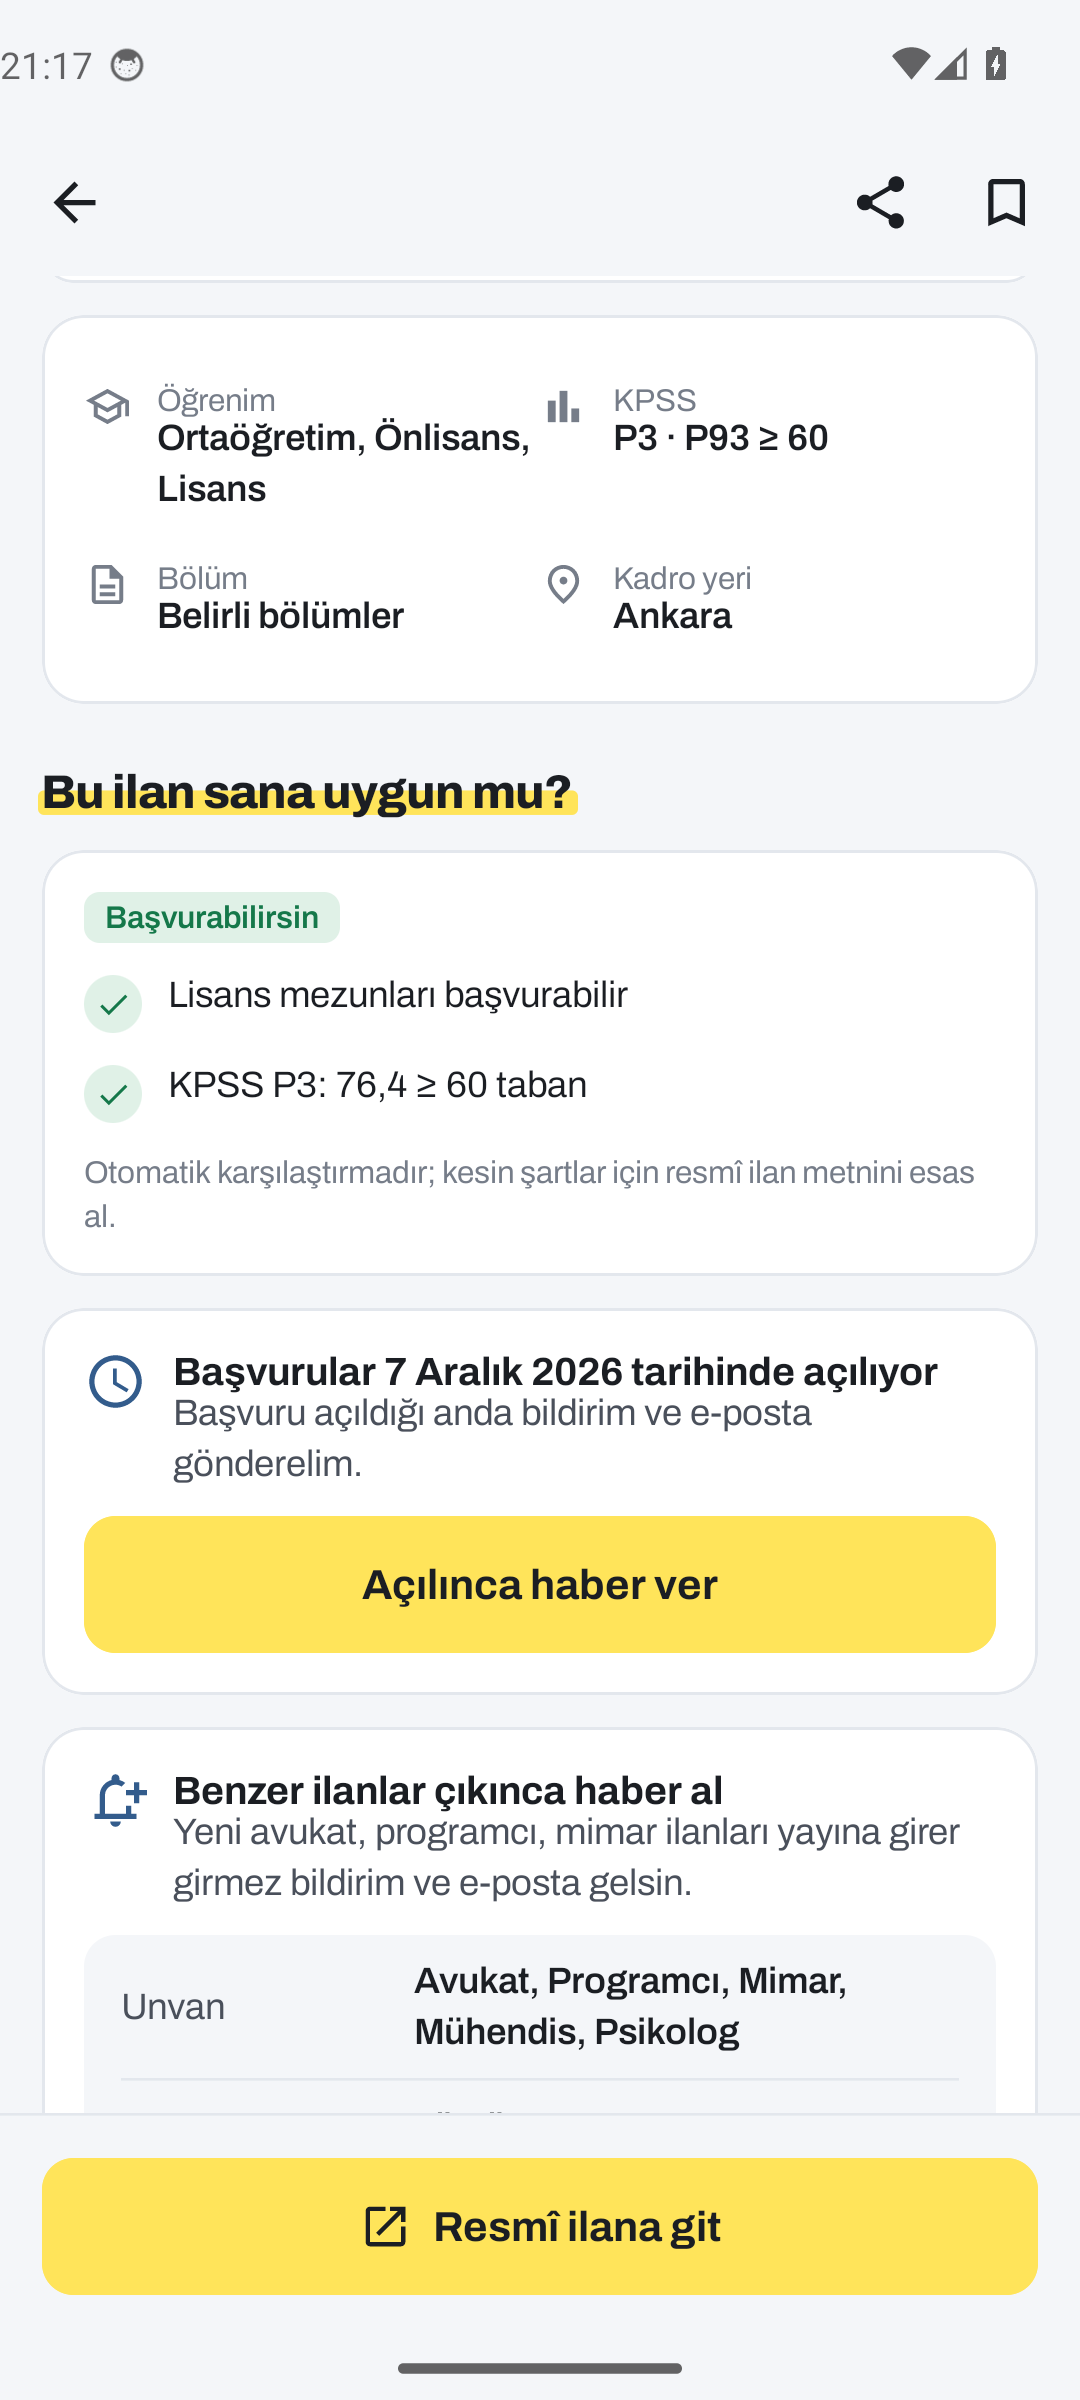 21:17
Öğrenim
Ortaöğretim, Önlisans,
Lisans
KPSS
P3 · P93 ≥ 60
Bölüm
Belirli bölümler
Kadro yeri
Ankara
Bu ilan sana uygun mu?
Başvurabilirsin
Lisans mezunları başvurabilir
KPSS P3: 76,4 ≥ 60 taban
Otomatik karşılaştırmadır; kesin şartlar için resmî ilan metnini esas
al.
Başvurular 7 Aralık 2026 tarihinde açılıyor
Başvuru açıldığı anda bildirim ve e-posta
gönderelim.
Açılınca haber ver
Benzer ilanlar çıkınca haber al
Yeni avukat, programcı, mimar ilanları yayına girer
girmez bildirim ve e-posta gelsin.
Unvan
Avukat, Programcı, Mimar,
Mühendis, Psikolog
Resmî ilana git